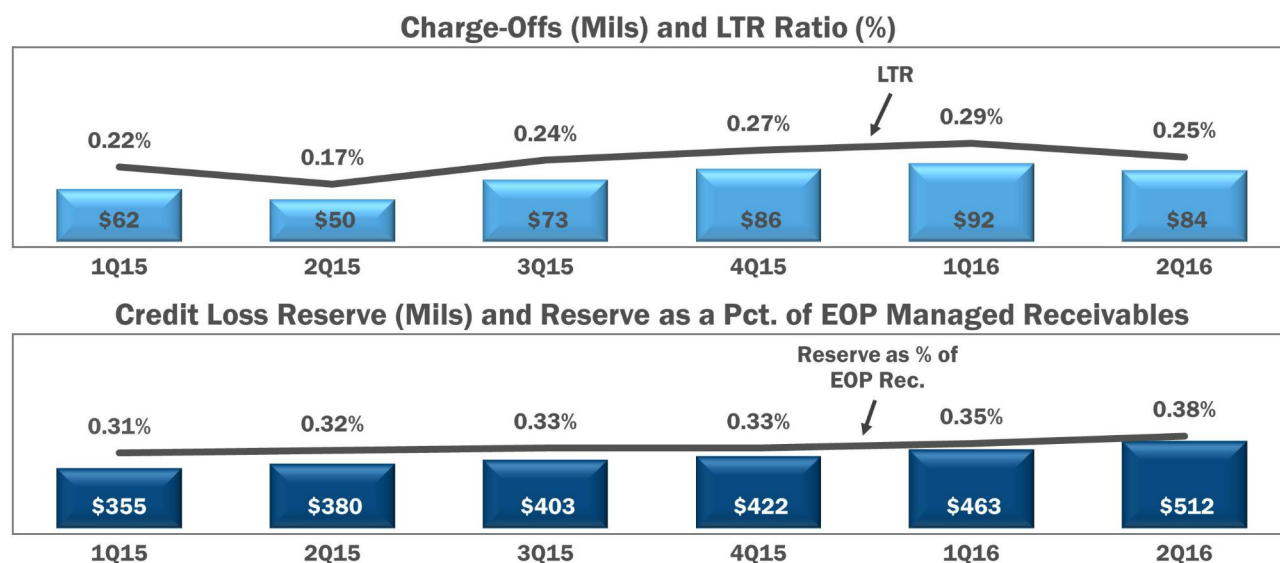 Charge-Offs (Mils) and LTR Ratio (%)
LTR
0.22% 0.17% 0.24% 0.27% 0.29% 0.25%
$62 $50 $73 $86 $92 $84
1Q15 2Q15 3Q15 4Q15 1Q16 2Q16
Credit Loss Reserve (Mils) and Reserve as a Pct. of EOP Managed Receivables
Reserve as % of
EOP Rec.
0.31% 0.32% 0.33% 0.33% 0.35% 0.38%
$355 $380 $403 $422 $463 $512
1Q15 2Q15 3Q15 4Q15 1Q16 2Q16